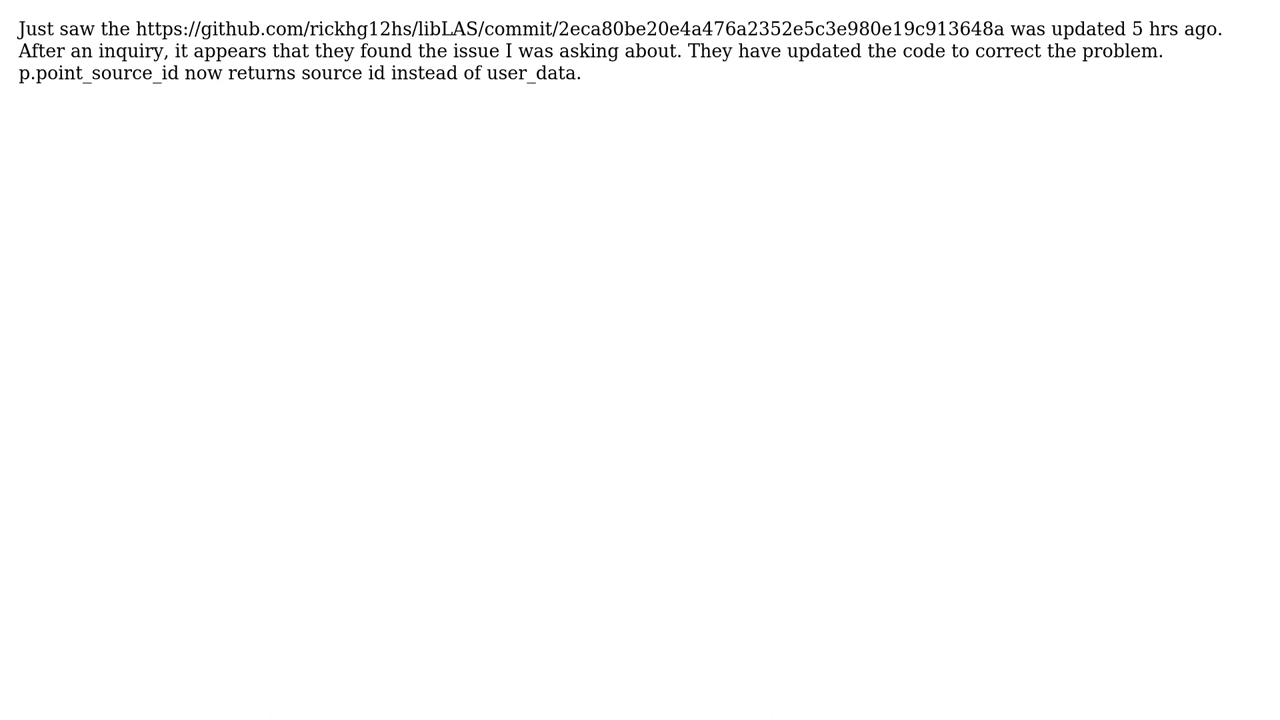 Just saw the https://github.com/rickhg12hs/libLAS/commit/2eca80be20e4a476a2352e5c3e980e19c913648a was updated 5 hrs ago.
After an inquiry, it appears that they found the issue I was asking about. They have updated the code to correct the problem.
p.point_source_id now returns source id instead of user_data.